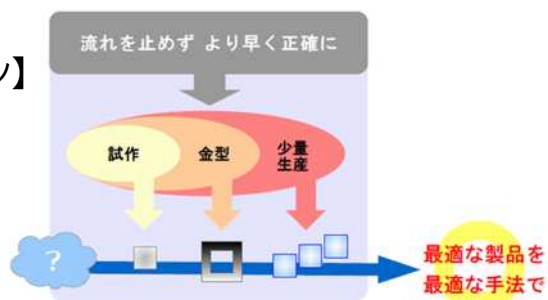 流れを止めず より早く正確に
ン】
試作
金型
少量
生産
?
最適な製品を
最適な手法で